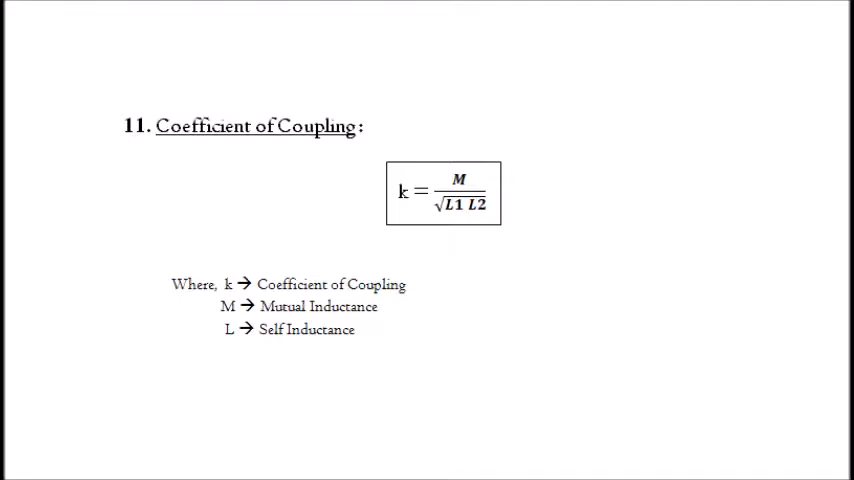 11. Coefficient of Coupling:
k = M / √L1 L2
Where, k → Coefficient of Coupling
M → Mutual Inductance
L → Self Inductance